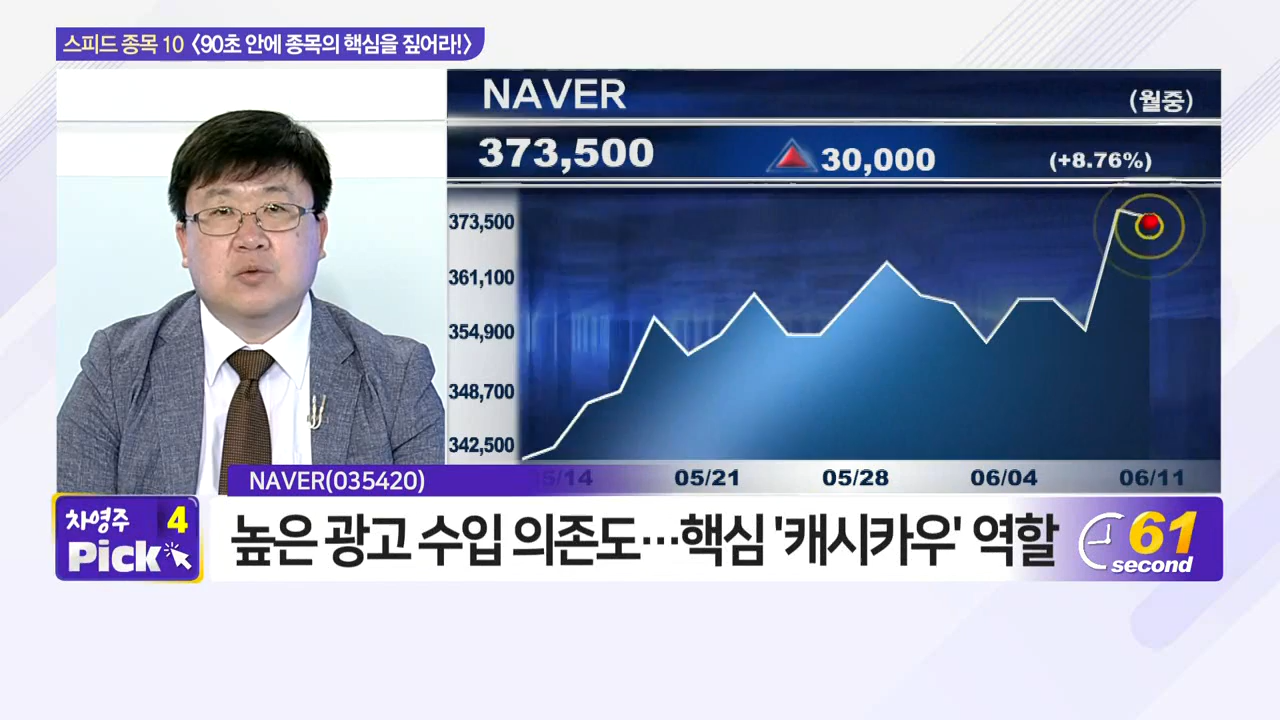 스피드 종목 10 <90초 안에 종목의 핵심을 짚어라!>
NAVER
(월중)
373,500
30,000
(+8.76%)
373,500
361,100
354,900
348,700
342,500
05/14
05/21
05/28
06/04
06/11
NAVER(035420)
차영주
4
Pick
높은 광고 수입 의존도…핵심 '캐시카우' 역할
61
second